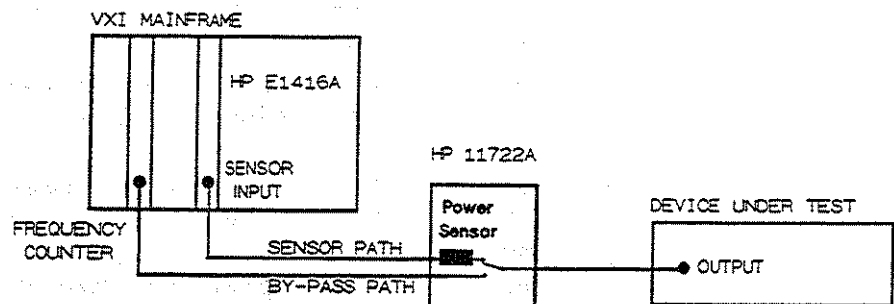 VXI MAINFRAME
HP E1416A
SENSOR
INPUT
HP 11722A
Power
Sensor
DEVICE UNDER TEST
FREQUENCY
COUNTER
SENSOR PATH
BY-PASS PATH
OUTPUT